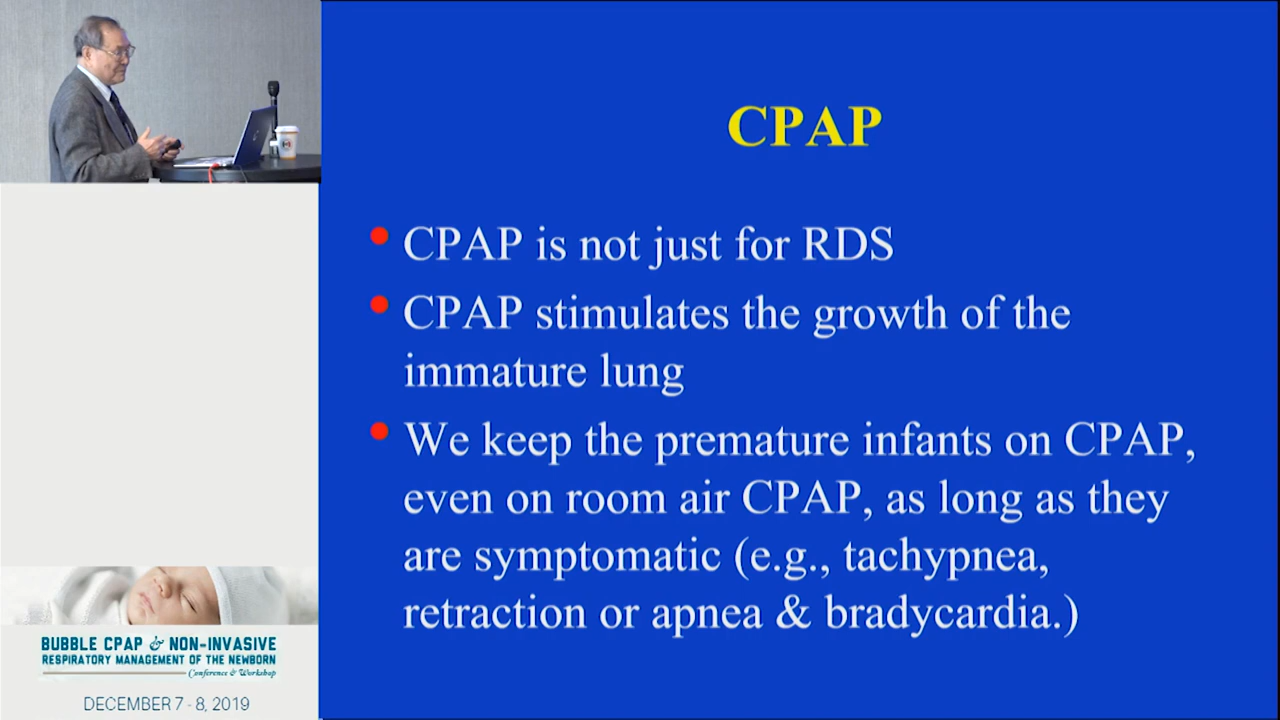 CPAP
• CPAP is not just for RDS
• CPAP stimulates the growth of the
immature lung
• We keep the premature infants on CPAP,
even on room air CPAP, as long as they
are symptomatic (e.g., tachypnea,
retraction or apnea & bradycardia.)
BUBBLE CPAP & NON-INVASIVE
RESPIRATORY MANAGEMENT OF THE NEWBORN
Conference & Workshop
DECEMBER 7 - 8, 2019